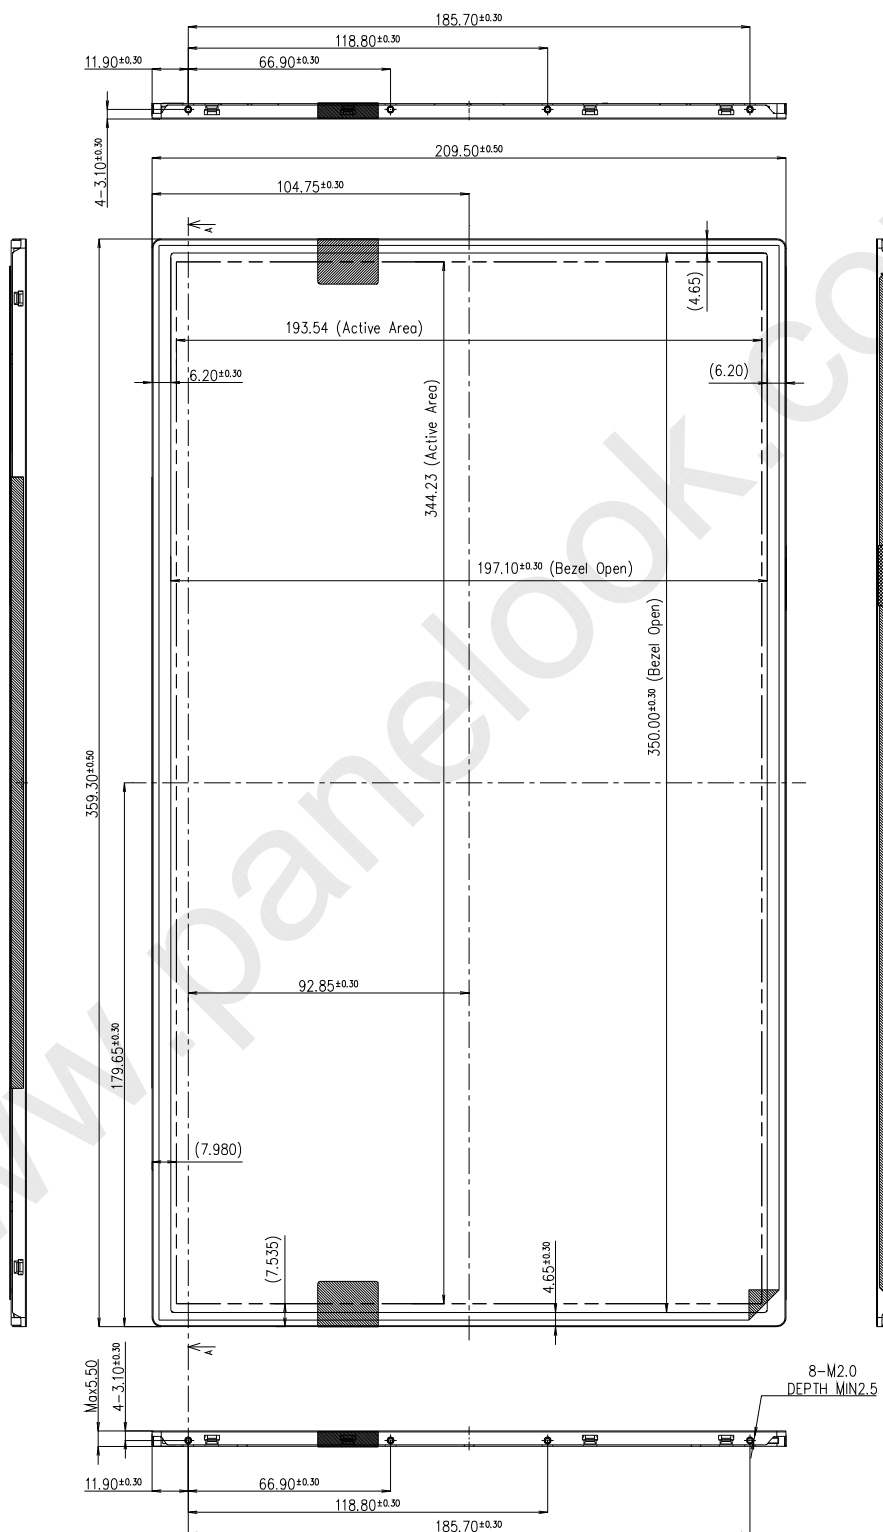 185.70±0.30
118.80±0.30
11.90±0.30
66.90±0.30
4-3.10±0.30
209.50±0.50
104.75±0.30
A
(4.65)
193.54 (Active Area)
6.20±0.30
(6.20)
344.23 (Active Area)
197.10±0.30 (Bezel Open)
350.00±0.30 (Bezel Open)
359.30±0.50
92.85±0.30
179.65±0.30
(7.980)
(7.535)
4.65±0.30
A
Max5.50
4-3.10±0.30
8-M2.0
DEPTH MIN2.5
11.90±0.30
66.90±0.30
118.80±0.30
185.70±0.30
w.panelook.co